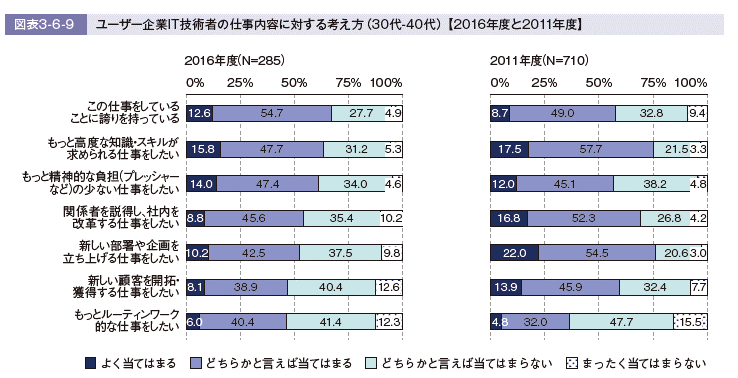 図表3-6-9 ユーザー企業IT技術者の仕事内容に対する考え方(30代-40代)【2016年度と2011年度】
2016年度(N=285) 2011年度(N=710)
0% 25% 50% 75% 100% 0% 25% 50% 75% 100%
この仕事をしている
ことに誇りを持っている
12.6 54.7 27.7 4.9 8.7 49.0 32.8 9.4
もっと高度な知識・スキルが
求められる仕事をしたい
15.8 47.7 31.2 5.3 17.5 57.7 21.5 3.3
もっと精神的な負担(プレッシャー
など)の少ない仕事をしたい
14.0 47.4 34.0 4.6 12.0 45.1 38.2 4.8
関係者を説得し、社内を
改革する仕事をしたい
8.8 45.6 35.4 10.2 16.8 52.3 26.8 4.2
新しい部署や企画を
立ち上げる仕事をしたい
10.2 42.5 37.5 9.8 22.0 54.5 20.6 3.0
新しい顧客を開拓・
獲得する仕事をしたい
8.1 38.9 40.4 12.6 13.9 45.9 32.4 7.7
もっとルーティンワーク
的な仕事をしたい
6.0 40.4 41.4 12.3 4.8 32.0 47.7 15.5
よく当てはまる どちらかと言えば当てはまる どちらかと言えば当てはまらない まったく当てはまらない